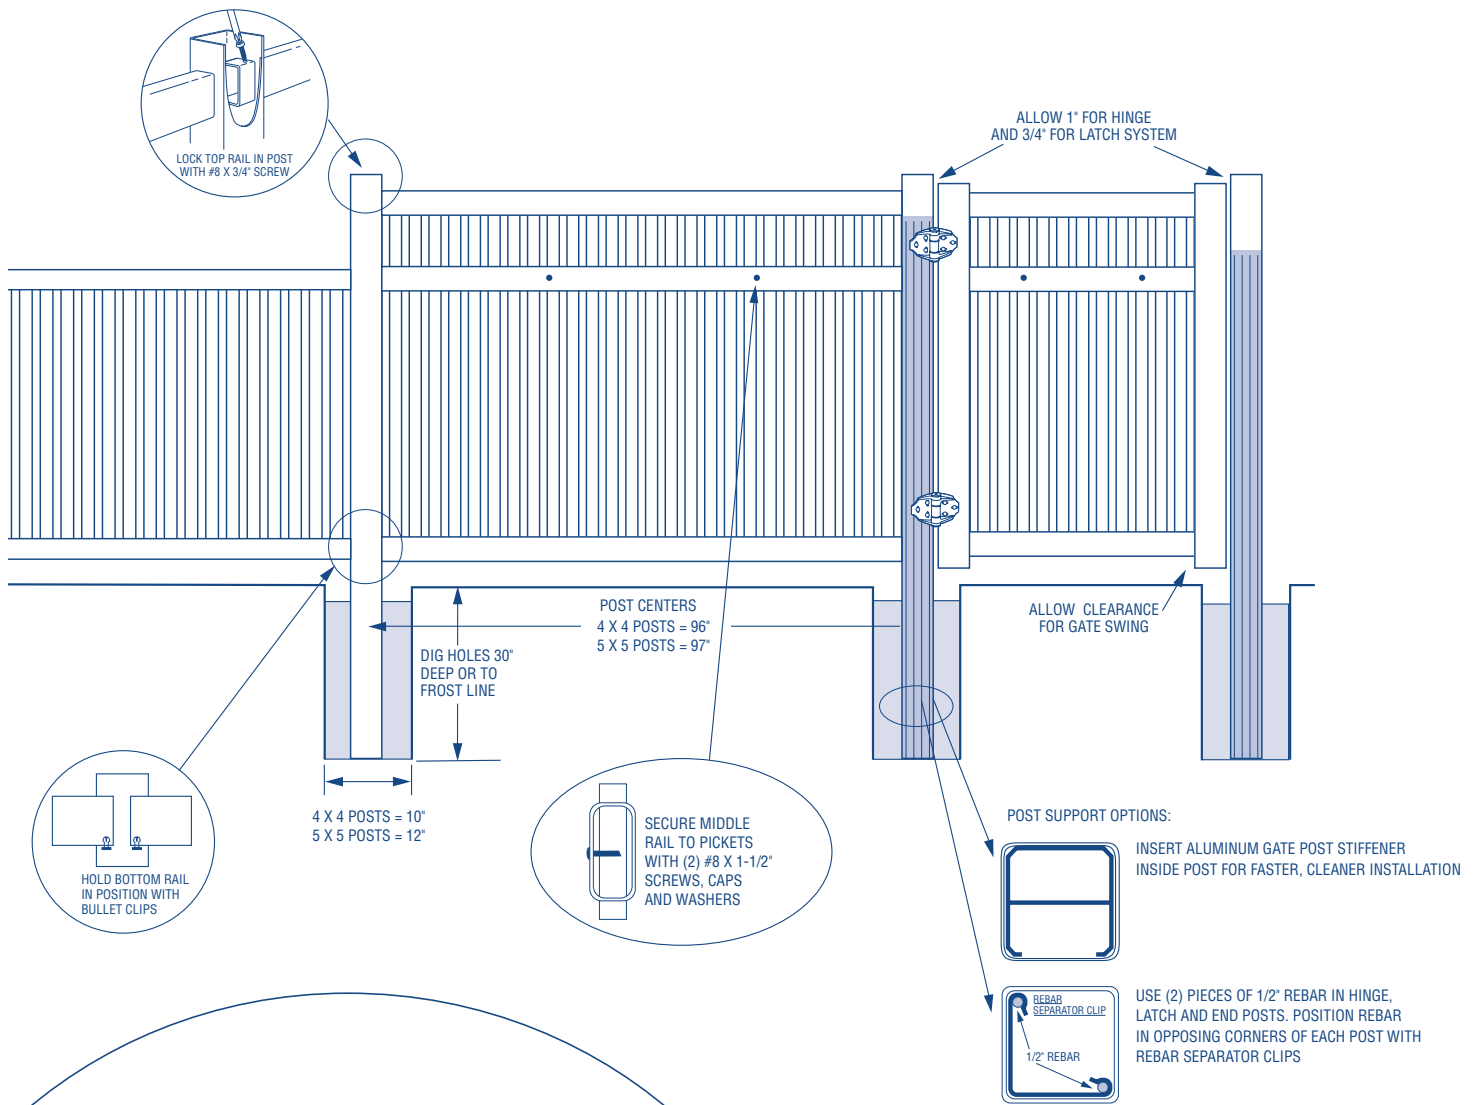 LOCK TOP RAIL IN POST
WITH #8 X 3/4" SCREW
ALLOW 1" FOR HINGE
AND 3/4" FOR LATCH SYSTEM
POST CENTERS
4 X 4 POSTS = 96"
5 X 5 POSTS = 97"
ALLOW CLEARANCE
FOR GATE SWING
DIG HOLES 30"
DEEP OR TO
FROST LINE
4 X 4 POSTS = 10"
5 X 5 POSTS = 12"
HOLD BOTTOM RAIL
IN POSITION WITH
BULLET CLIPS
SECURE MIDDLE
RAIL TO PICKETS
WITH (2) #8 X 1-1/2"
SCREWS, CAPS
AND WASHERS
POST SUPPORT OPTIONS:
INSERT ALUMINUM GATE POST STIFFENER
INSIDE POST FOR FASTER, CLEANER INSTALLATION
REBAR
SEPARATOR CLIP
1/2" REBAR
USE (2) PIECES OF 1/2" REBAR IN HINGE,
LATCH AND END POSTS. POSITION REBAR
IN OPPOSING CORNERS OF EACH POST WITH
REBAR SEPARATOR CLIPS